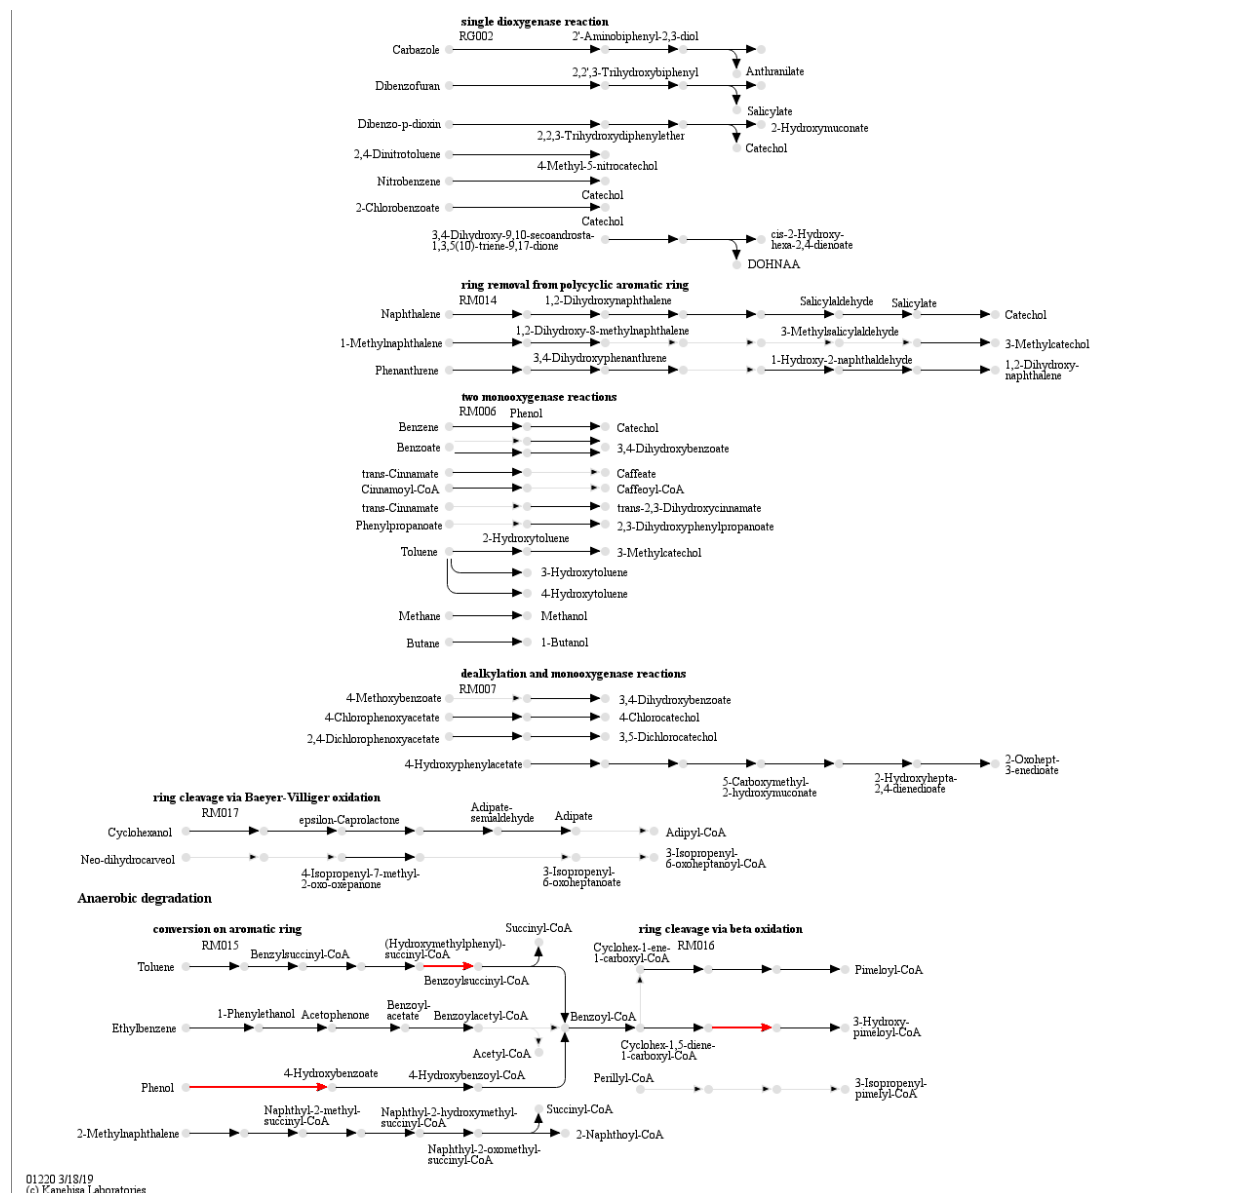 single dioxygenase reaction
RG002
2'-Aminobiphenyl-2,3-diol
Carbazole
Anthranilate
2,2',3-Trihydroxybiphenyl
Dibenzofuran
Salicylate
Dibenzo-p-dioxin
2-Hydroxymuconate
2,2,3-Trihydroxydiphenylether
Catechol
2,4-Dinitrotoluene
4-Methyl-5-nitrocatechol
Nitrobenzene
Catechol
2-Chlorobenzoate
Catechol
3,4-Dihydroxy-9,10-secoandrosta-
1,3,5(10)-triene-9,17-dione
cis-2-Hydroxy-
hexa-2,4-dienoate
DOHNAA
ring removal from polycyclic aromatic ring
RM014
1,2-Dihydroxynaphthalene
Salicylaldehyde
Salicylate
Naphthalene
Catechol
1,2-Dihydroxy-8-methylnaphthalene
3-Methylsalicylaldehyde
1-Methylnaphthalene
3-Methylcatechol
3,4-Dihydroxyphenanthrene
1-Hydroxy-2-naphthaldehyde
Phenanthrene
1,2-Dihydroxy-
naphthalene
two monooxygenase reactions
RM006
Phenol
Benzene
Catechol
Benzoate
3,4-Dihydroxybenzoate
trans-Cinnamate
Caffeate
Cinnamoyl-CoA
Caffeoyl-CoA
trans-Cinnamate
trans-2,3-Dihydroxycinnamate
Phenylpropanoate
2,3-Dihydroxyphenylpropanoate
2-Hydroxytoluene
Toluene
3-Methylcatechol
3-Hydroxytoluene
4-Hydroxytoluene
Methane
Methanol
Butane
1-Butanol
dealkylation and monooxygenase reactions
RM007
4-Methoxybenzoate
3,4-Dihydroxybenzoate
4-Chlorophenoxyacetate
4-Chlorocatechol
2,4-Dichlorophenoxyacetate
3,5-Dichlorocatechol
4-Hydroxyphenylacetate
2-Oxohept-
3-enedioate
5-Carboxymethyl-
2-hydroxymuconate
2-Hydroxyhepta-
2,4-dienedioate
ring cleavage via Baeyer-Villiger oxidation
RM017
epsilon-Caprolactone
Adipate-
semialdehyde
Adipate
Cyclohexanol
Adipyl-CoA
Neo-dihydrocarveol
3-Isopropenyl-
6-oxoheptanoyl-CoA
4-Isopropenyl-7-methyl-
2-oxo-oxepanone
3-Isopropenyl-
6-oxoheptanoate
Anaerobic degradation
conversion on aromatic ring
RM015
Benzylsuccinyl-CoA
(Hydroxymethylphenyl)-
succinyl-CoA
Succinyl-CoA
ring cleavage via beta oxidation
Cyclohex-1-ene-
1-carboxyl-CoA
RM016
Toluene
Benzoylsuccinyl-CoA
Pimeloyl-CoA
1-Phenylethanol
Acetophenone
Benzoyl-
acetate
Benzoylacetyl-CoA
Benzoyl-CoA
Ethylbenzene
3-Hydroxy-
pimeloyl-CoA
Acetyl-CoA
Cyclohex-1,5-diene-
1-carboxyl-CoA
4-Hydroxybenzoate
4-Hydroxybenzoyl-CoA
Perillyl-CoA
Phenol
3-Isopropenyl-
pimelyl-CoA
Naphthyl-2-methyl-
succinyl-CoA
Naphthyl-2-hydroxymethyl-
succinyl-CoA
Succinyl-CoA
2-Methylnaphthalene
2-Naphthoyl-CoA
Naphthyl-2-oxomethyl-
succinyl-CoA
01220 3/18/19
(c) Kanehisa Laboratories